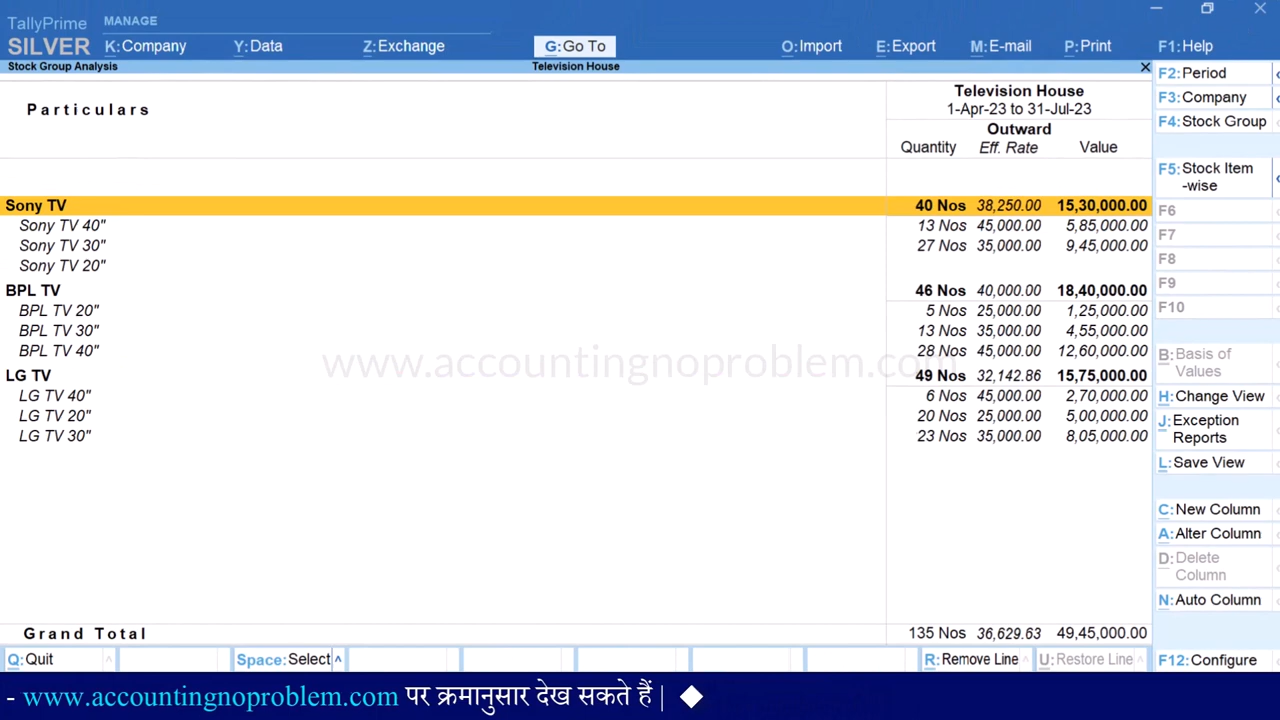 TallyPrime MANAGE
SILVER K:Company Y:Data Z:Exchange G:Go To O:Import E:Export M:E-mail P:Print F1:Help
Stock Group Analysis Television House
Particulars
Television House
1-Apr-23 to 31-Jul-23
Outward
Quantity Eff. Rate Value
Sony TV 40 Nos 38,250.00 15,30,000.00
Sony TV 40" 13 Nos 45,000.00 5,85,000.00
Sony TV 30" 27 Nos 35,000.00 9,45,000.00
Sony TV 20"
BPL TV 46 Nos 40,000.00 18,40,000.00
BPL TV 20" 5 Nos 25,000.00 1,25,000.00
BPL TV 30" 13 Nos 35,000.00 4,55,000.00
BPL TV 40" 28 Nos 45,000.00 12,60,000.00
www.accountingnoproblem.com
LG TV 49 Nos 32,142.86 15,75,000.00
LG TV 40" 6 Nos 45,000.00 2,70,000.00
LG TV 20" 20 Nos 25,000.00 5,00,000.00
LG TV 30" 23 Nos 35,000.00 8,05,000.00
Grand Total 135 Nos 36,629.63 49,45,000.00
F2:Period
F3:Company
F4:Stock Group
F5:Stock Item
-wise
F6
F7
F8
F9
F10
B:Basis of
Values
H:Change View
J:Exception
Reports
L:Save View
C:New Column
A:Alter Column
D:Delete
Column
N:Auto Column
Q:Quit Space:Select R:Remove Line U:Restore Line F12:Configure
- www.accountingnoproblem.com पर क्रमानुसार देख सकते हैं |